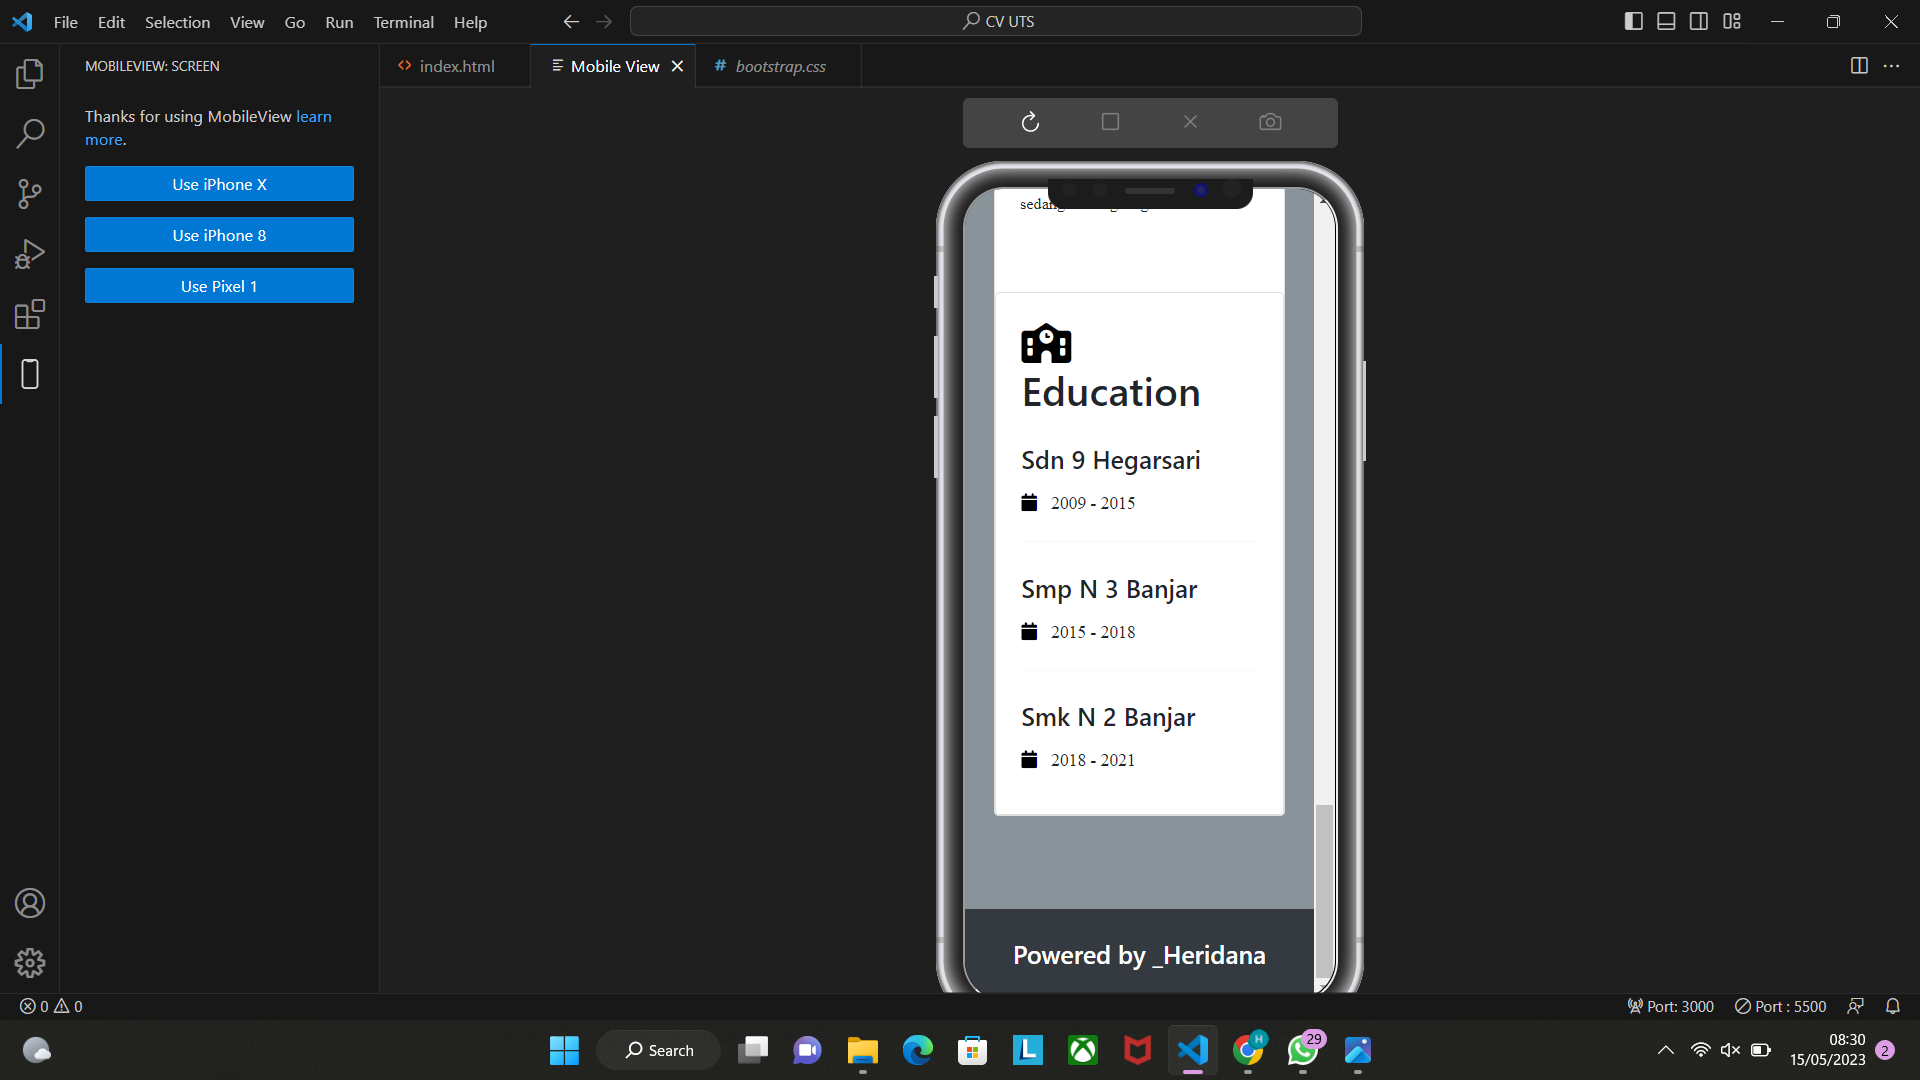 File Edit Selection View Go Run Terminal Help
CV UTS
MOBILEVIEW: SCREEN
index.html
Mobile View
# bootstrap.css
Thanks for using MobileView learn
more.
Use iPhone X
Use iPhone 8
Use Pixel 1
Education
Sdn 9 Hegarsari
2009 - 2015
Smp N 3 Banjar
2015 - 2018
Smk N 2 Banjar
2018 - 2021
Powered by _Heridana
0 0
Port: 3000
Port : 5500
Search
L
H
29
08:30
15/05/2023
2